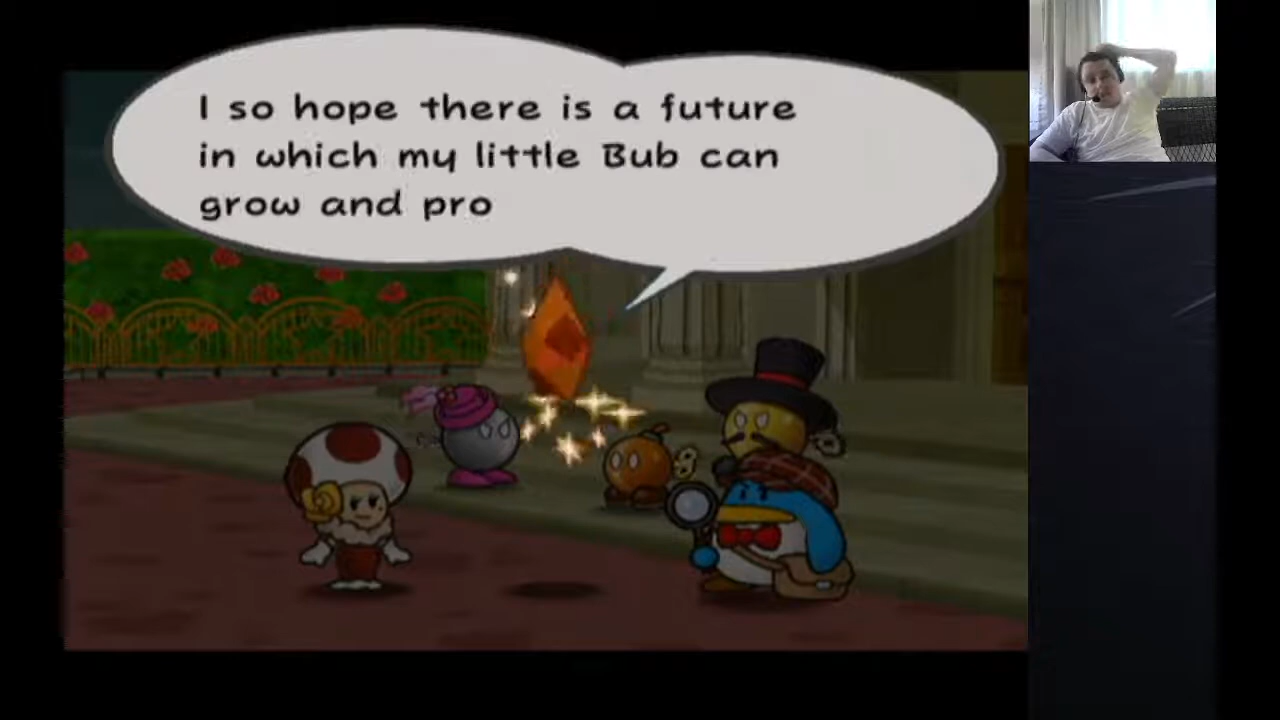 I so hope there is a future
in which my little Bub can
grow and pro